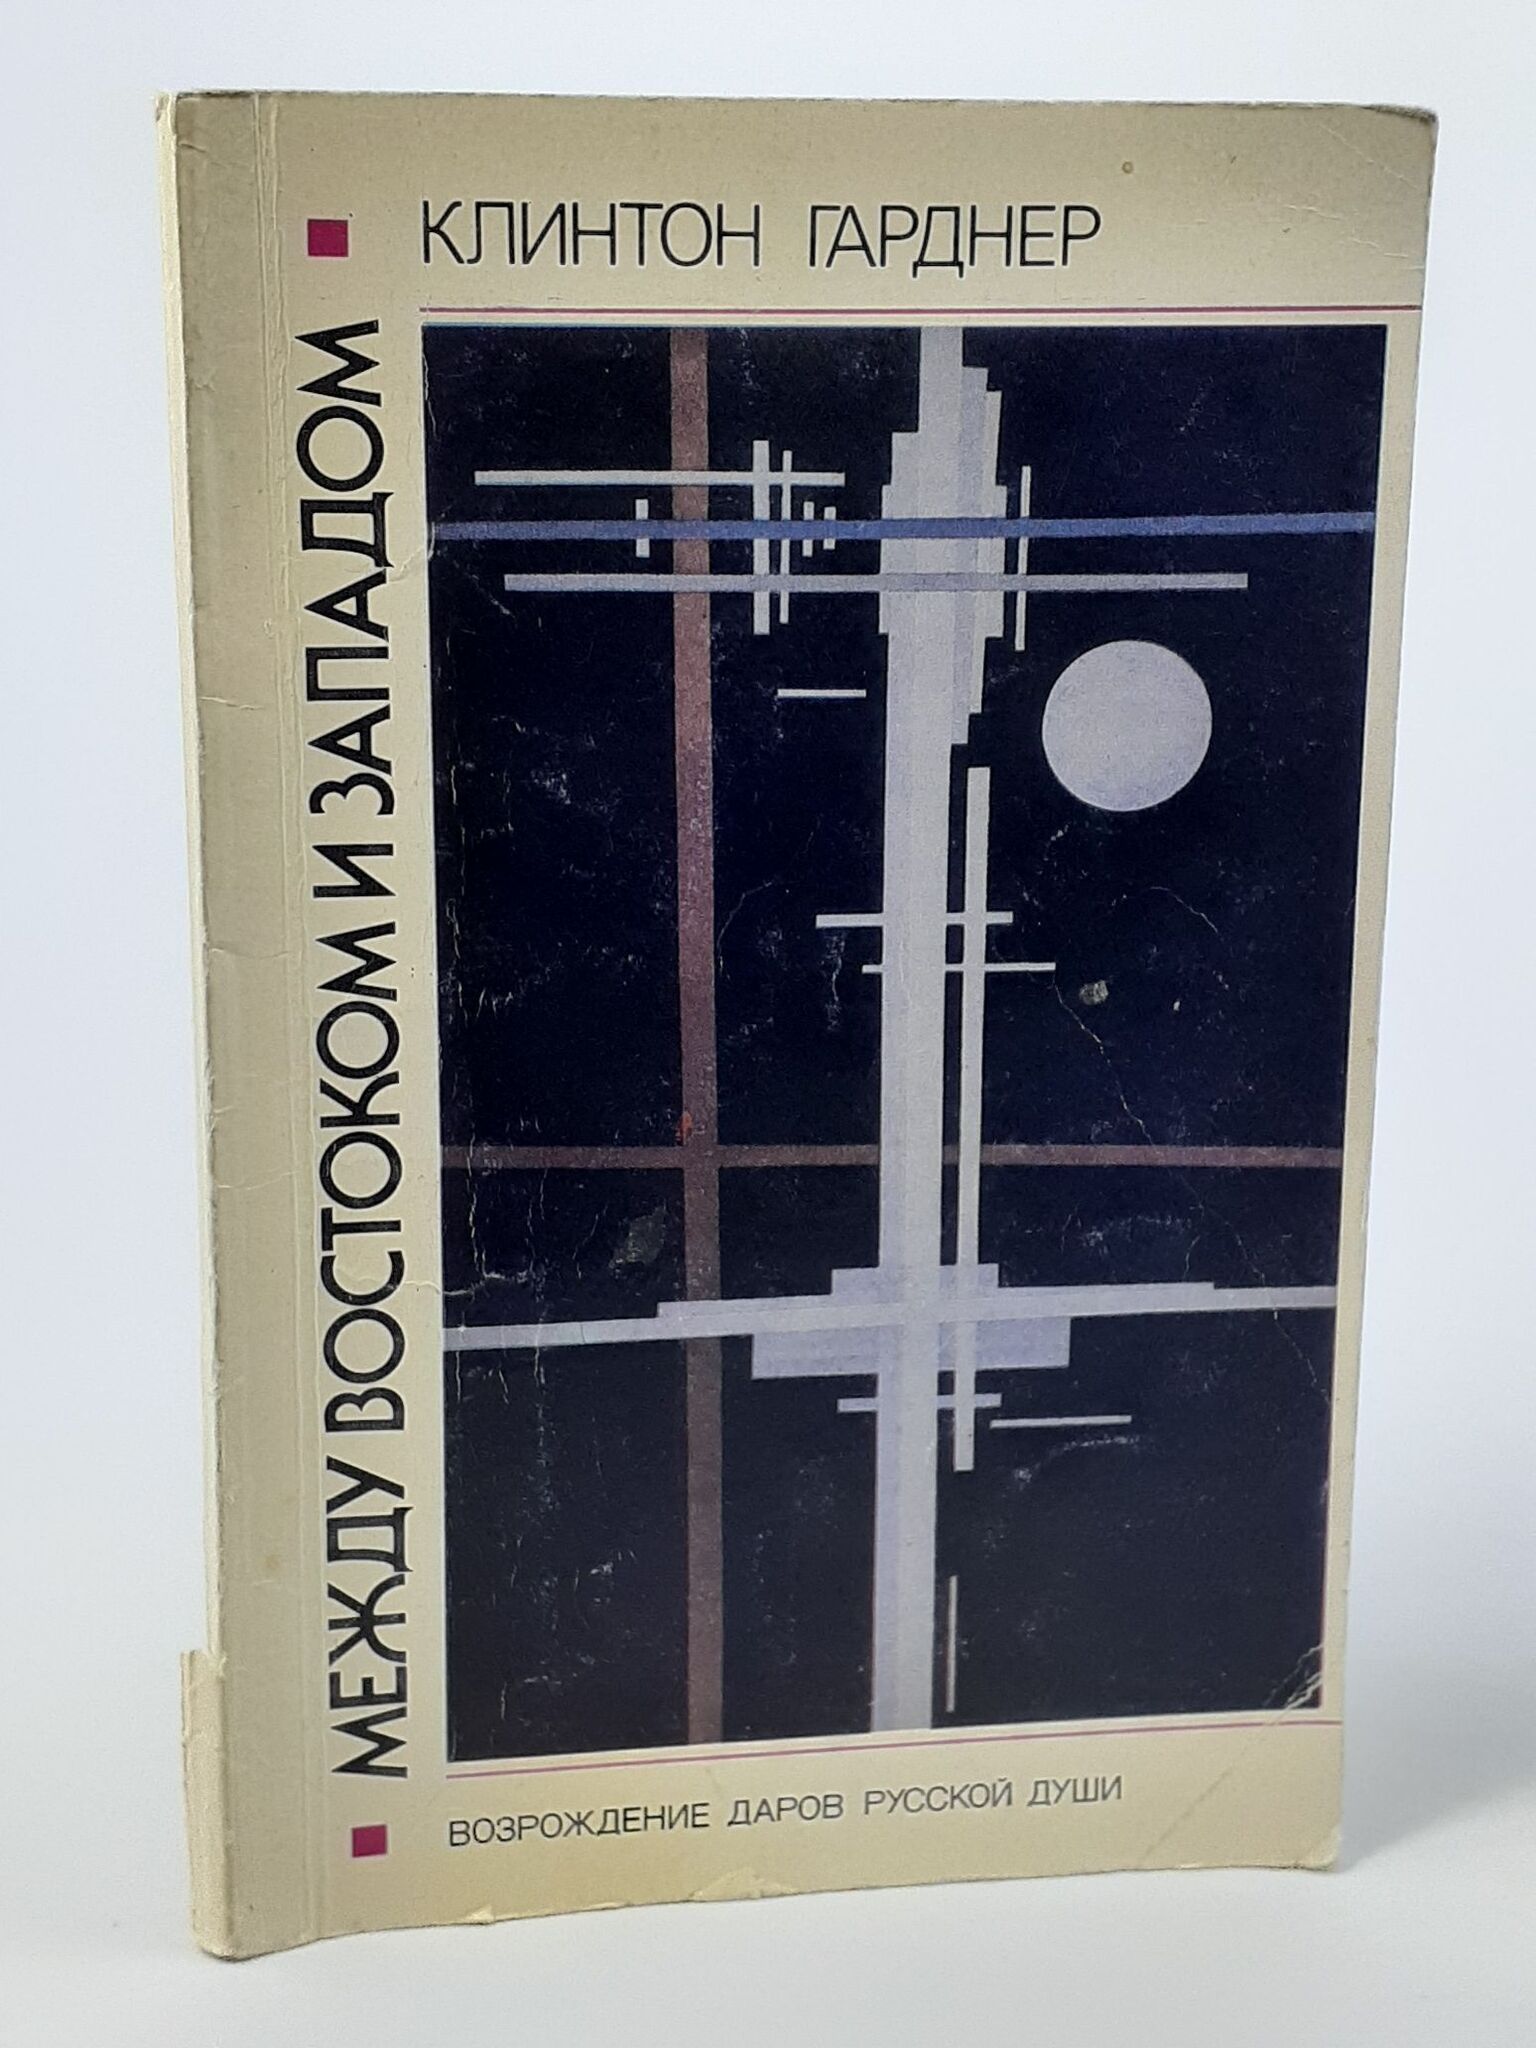 КЛИНТОН ГАРДНЕР
МЕЖДУ ВОСТОКОМ И ЗАПАДОМ
ВОЗРОЖДЕНИЕ ДАРОВ РУССКОЙ ДУШИ